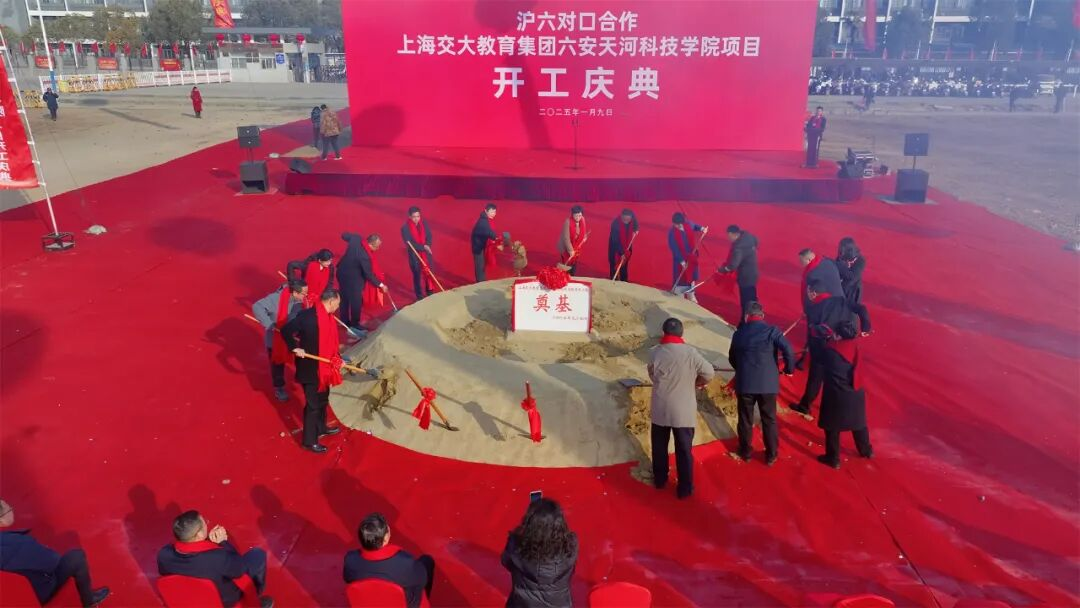 沪六对口合作
上海交大教育集团六安天河科技学院项目
开工庆典
二〇二五年一月九日
奠基